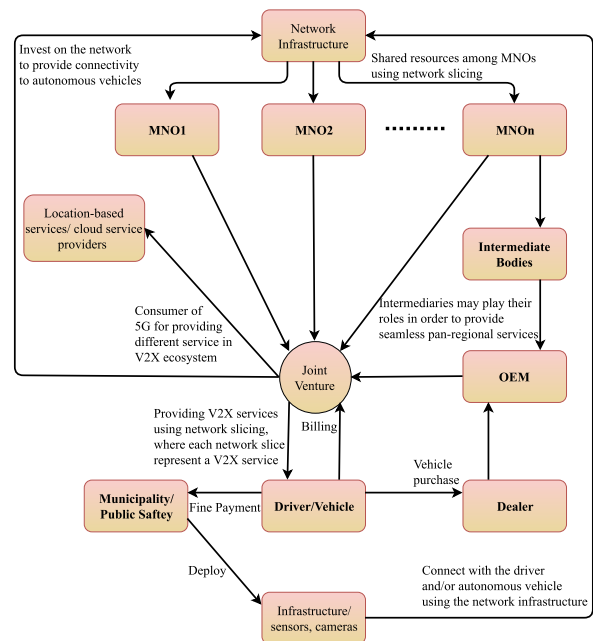 Invest on the network
to provide connectivity
to autonomous vehicles
Network
Infrastructure
Shared resources among MNOs
using network slicing
MNO1
MNO2
MNOn
Location-based
services/ cloud service
providers
Intermediate
Bodies
Consumer of
5G for providing
different service in
V2X ecosystem
Intermediaries may play their
roles in order to provide
seamless pan-regional services
Joint
Venture
OEM
Providing V2X services
using network slicing,
where each network slice
represent a V2X service
Billing
Vehicle
purchase
Municipality/
Public Saftey
Fine Payment
Driver/Vehicle
Dealer
Deploy
Connect with the driver
and/or autonomous vehicle
using the network infrastructure
Infrastructure/
sensors, cameras